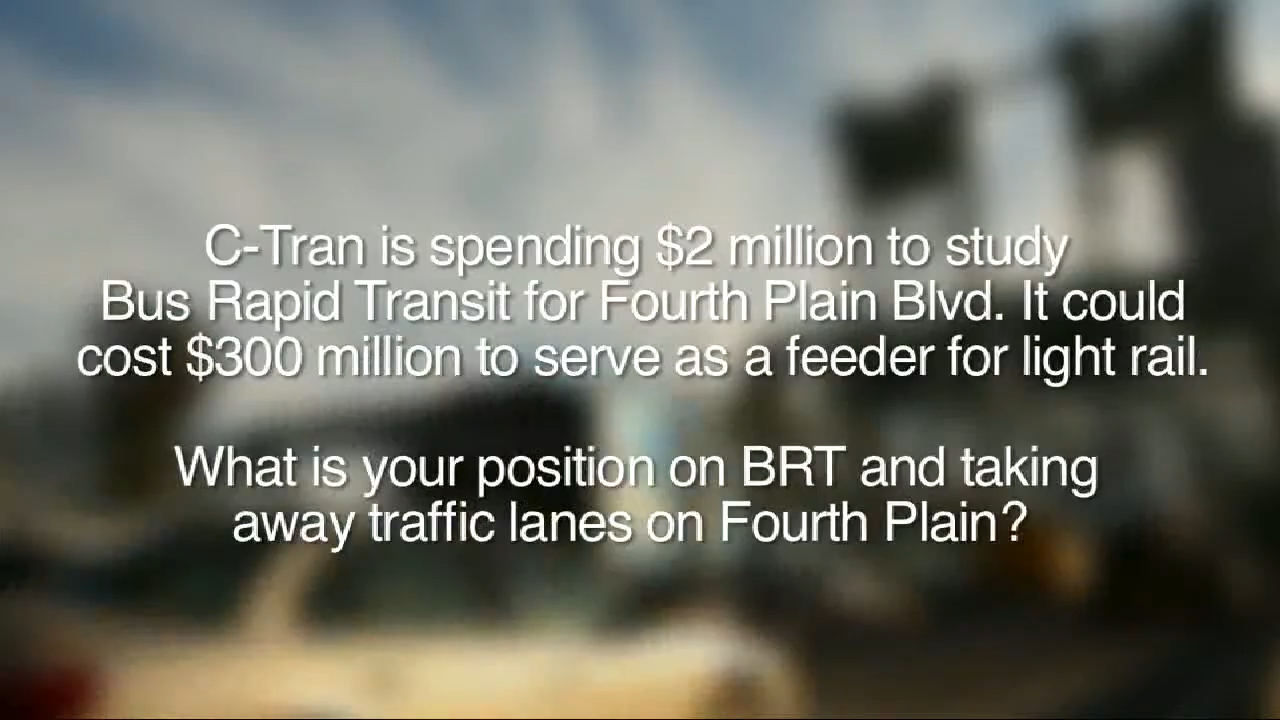 C-Tran is spending $2 million to study
Bus Rapid Transit for Fourth Plain Blvd. It could
cost $300 million to serve as a feeder for light rail.
What is your position on BRT and taking
away traffic lanes on Fourth Plain?